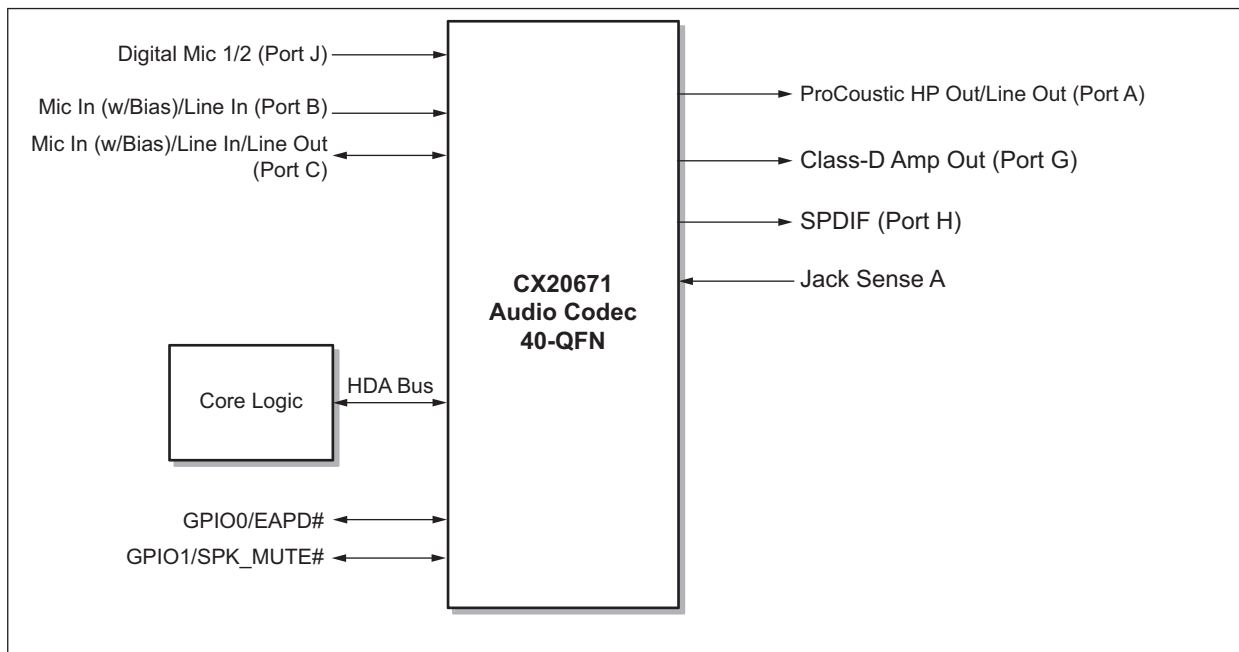 Digital Mic 1/2 (Port J)
Mic In (w/Bias)/Line In (Port B)
Mic In (w/Bias)/Line In/Line Out
(Port C)
ProCoustic HP Out/Line Out (Port A)
Class-D Amp Out (Port G)
SPDIF (Port H)
Jack Sense A
CX20671
Audio Codec
40-QFN
Core Logic
HDA Bus
GPIO0/EAPD#
GPIO1/SPK_MUTE#